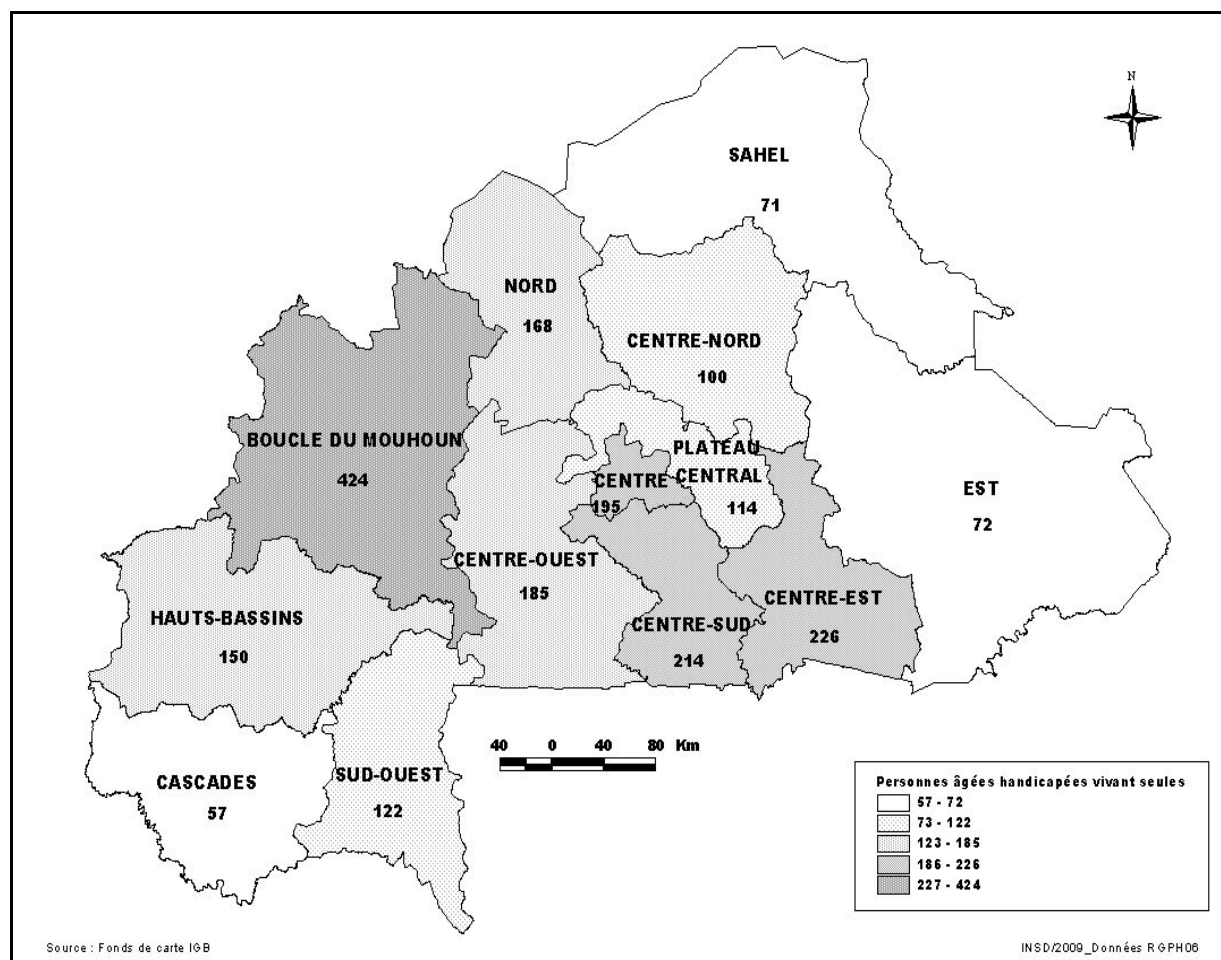 N
SAHEL
71
NORD
168
CENTRE-NORD
100
BOUCLE DU MOUHOUN
424
PLATEAU
CENTRAL
114
CENTRE
195
EST
72
CENTRE-OUEST
185
CENTRE-EST
226
HAUTS-BASSINS
150
CENTRE-SUD
214
CASCADES
57
SUD-OUEST
122
40 0 40 80 Km
Personnes âgées handicapées vivant seules
57 - 72
73 - 122
123 - 185
186 - 226
227 - 424
Source : Fonds de carte IGB
INSD/2009_Données RGPH06